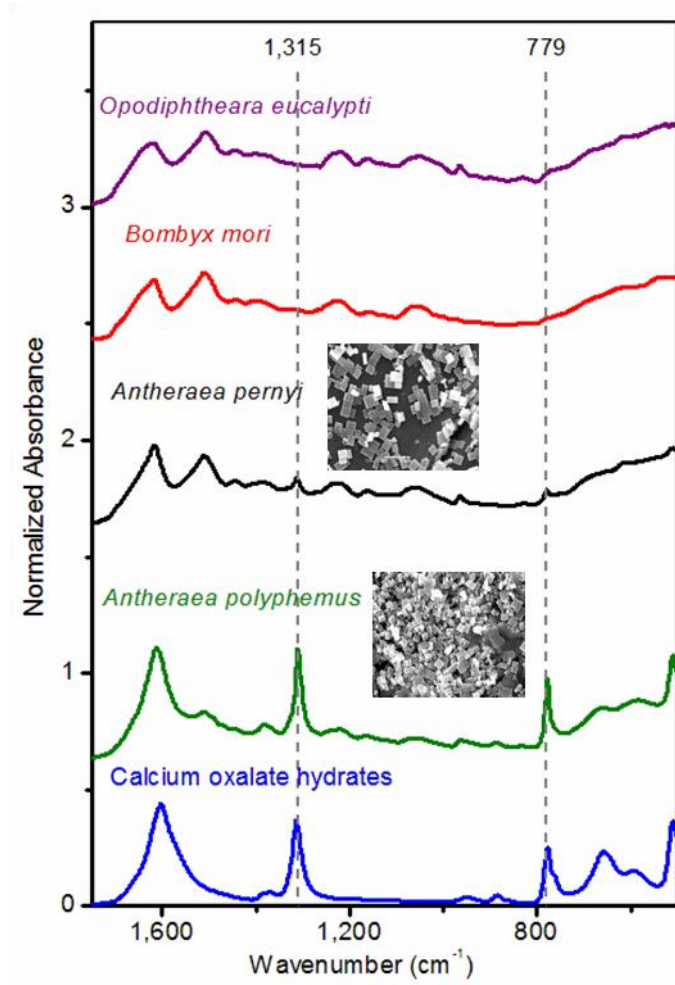 1,315 779
Opodiphtheara eucalypti
3
Bombyx mori
Antheraea pernyi
2
Antheraea polyphemus
1
Calcium oxalate hydrates
0
1,600 1,200 800
Wavenumber (cm-1)
Normalized Absorbance